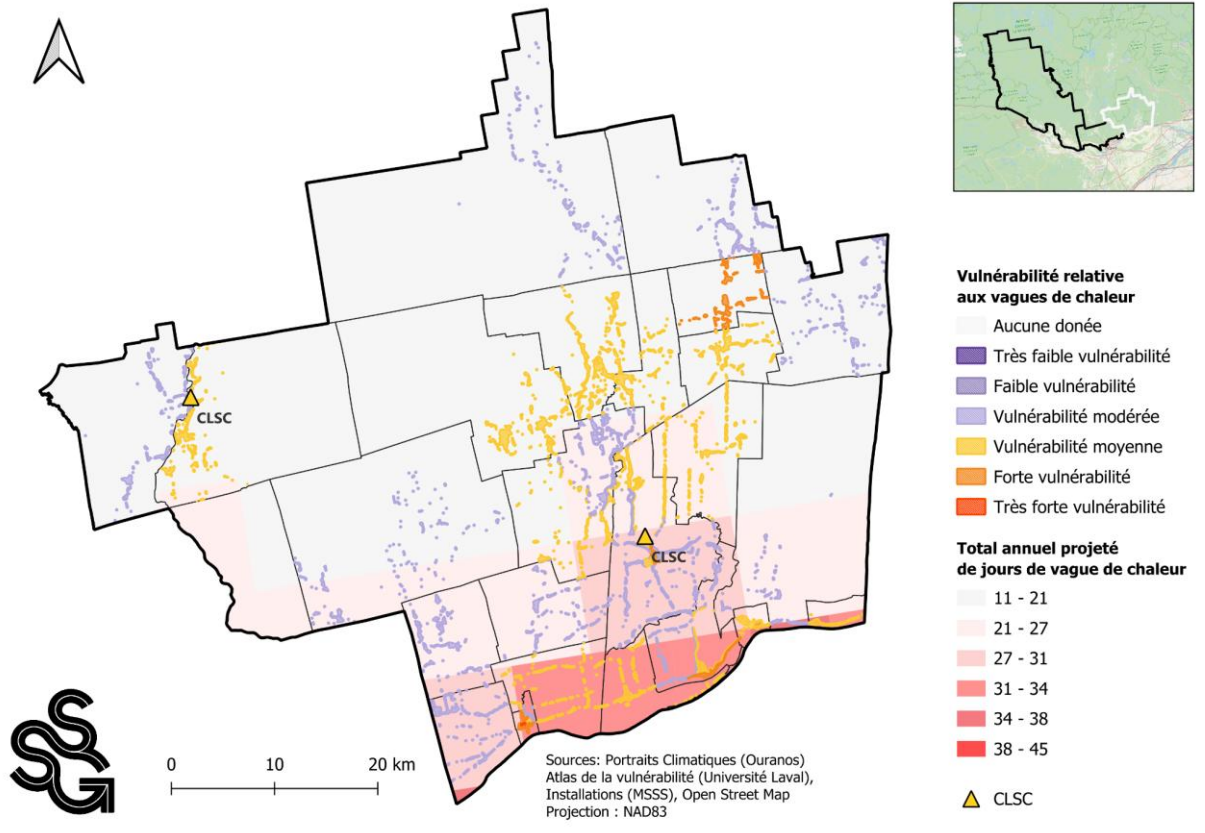 CLSC
CLSC
0 10 20 km
Sources: Portraits Climatiques (Ouranos)
Atlas de la vulnérabilité (Université Laval),
Installations (MSSS), Open Street Map
Projection : NAD83
Vulnérabilité relative
aux vagues de chaleur
Aucune donée
Très faible vulnérabilité
Faible vulnérabilité
Vulnérabilité modérée
Vulnérabilité moyenne
Forte vulnérabilité
Très forte vulnérabilité
Total annuel projeté
de jours de vague de chaleur
11 - 21
21 - 27
27 - 31
31 - 34
34 - 38
38 - 45
CLSC
SSG